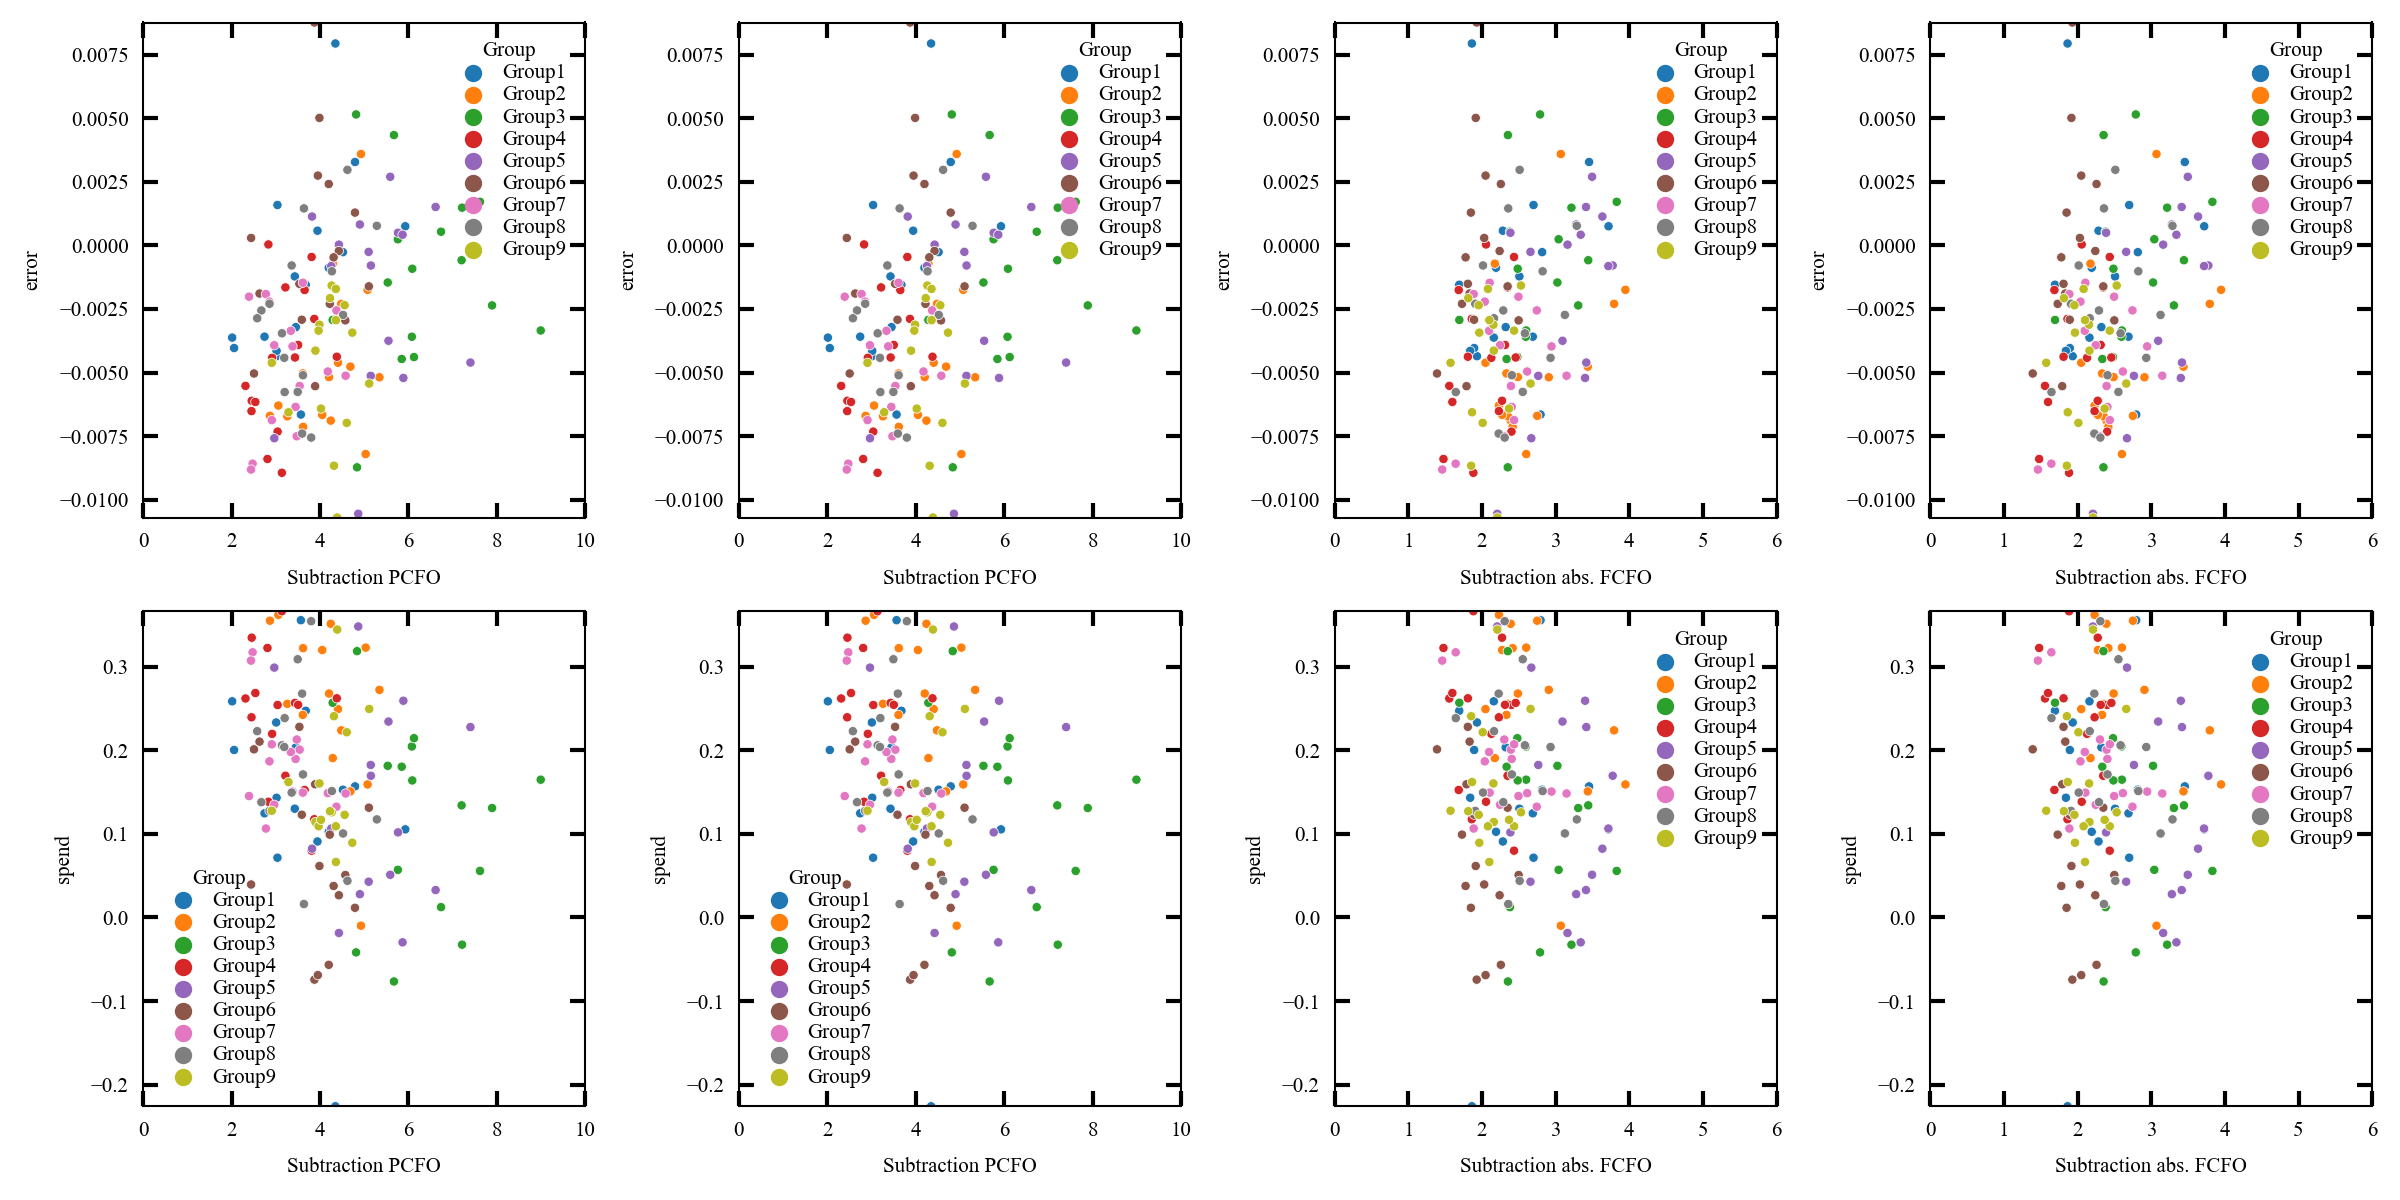 error
0.0075
0.0050
0.0025
0.0000
−0.0025
−0.0050
−0.0075
−0.0100
Group
Group1
Group2
Group3
Group4
Group5
Group6
Group7
Group8
Group9
0 2 4 6 8 10
Subtraction PCFO
error
0.0075
0.0050
0.0025
0.0000
−0.0025
−0.0050
−0.0075
−0.0100
Group
Group1
Group2
Group3
Group4
Group5
Group6
Group7
Group8
Group9
0 2 4 6 8 10
Subtraction PCFO
error
0.0075
0.0050
0.0025
0.0000
−0.0025
−0.0050
−0.0075
−0.0100
Group
Group1
Group2
Group3
Group4
Group5
Group6
Group7
Group8
Group9
0 1 2 3 4 5 6
Subtraction abs. FCFO
error
0.0075
0.0050
0.0025
0.0000
−0.0025
−0.0050
−0.0075
−0.0100
Group
Group1
Group2
Group3
Group4
Group5
Group6
Group7
Group8
Group9
0 1 2 3 4 5 6
Subtraction abs. FCFO
spend
0.3
0.2
0.1
0.0
−0.1
−0.2
Group
Group1
Group2
Group3
Group4
Group5
Group6
Group7
Group8
Group9
0 2 4 6 8 10
Subtraction PCFO
spend
0.3
0.2
0.1
0.0
−0.1
−0.2
Group
Group1
Group2
Group3
Group4
Group5
Group6
Group7
Group8
Group9
0 2 4 6 8 10
Subtraction PCFO
spend
0.3
0.2
0.1
0.0
−0.1
−0.2
Group
Group1
Group2
Group3
Group4
Group5
Group6
Group7
Group8
Group9
0 1 2 3 4 5 6
Subtraction abs. FCFO
spend
0.3
0.2
0.1
0.0
−0.1
−0.2
Group
Group1
Group2
Group3
Group4
Group5
Group6
Group7
Group8
Group9
0 1 2 3 4 5 6
Subtraction abs. FCFO